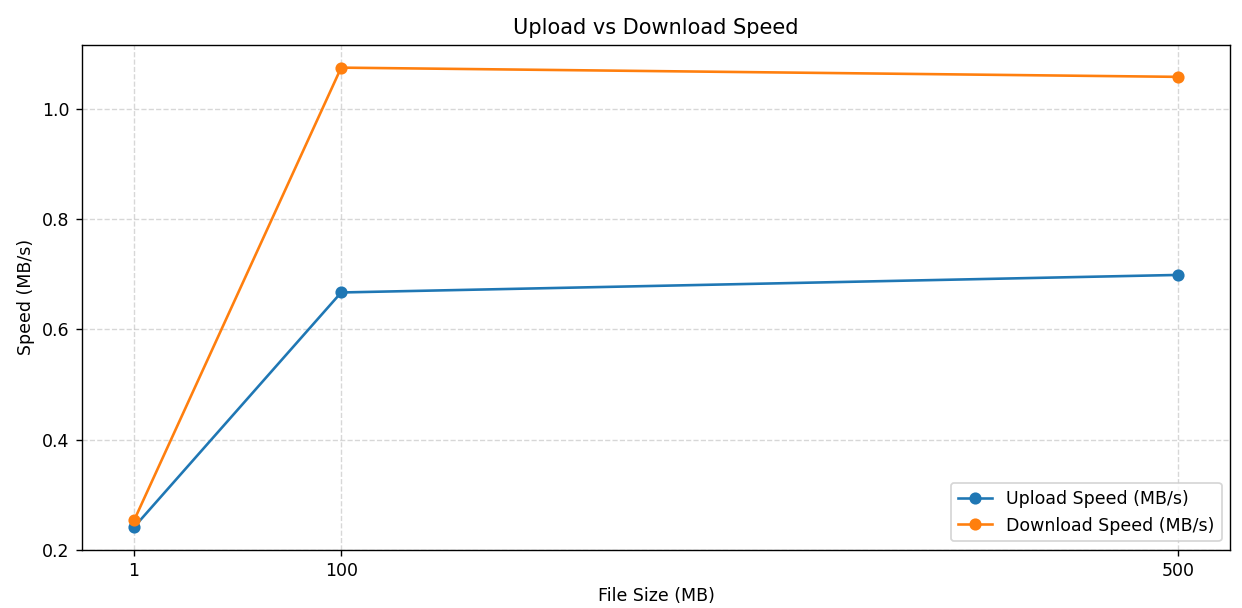 Upload vs Download Speed
Speed (MB/s)
1.0
0.8
0.6
0.4
0.2
1
100
500
File Size (MB)
Upload Speed (MB/s)
Download Speed (MB/s)